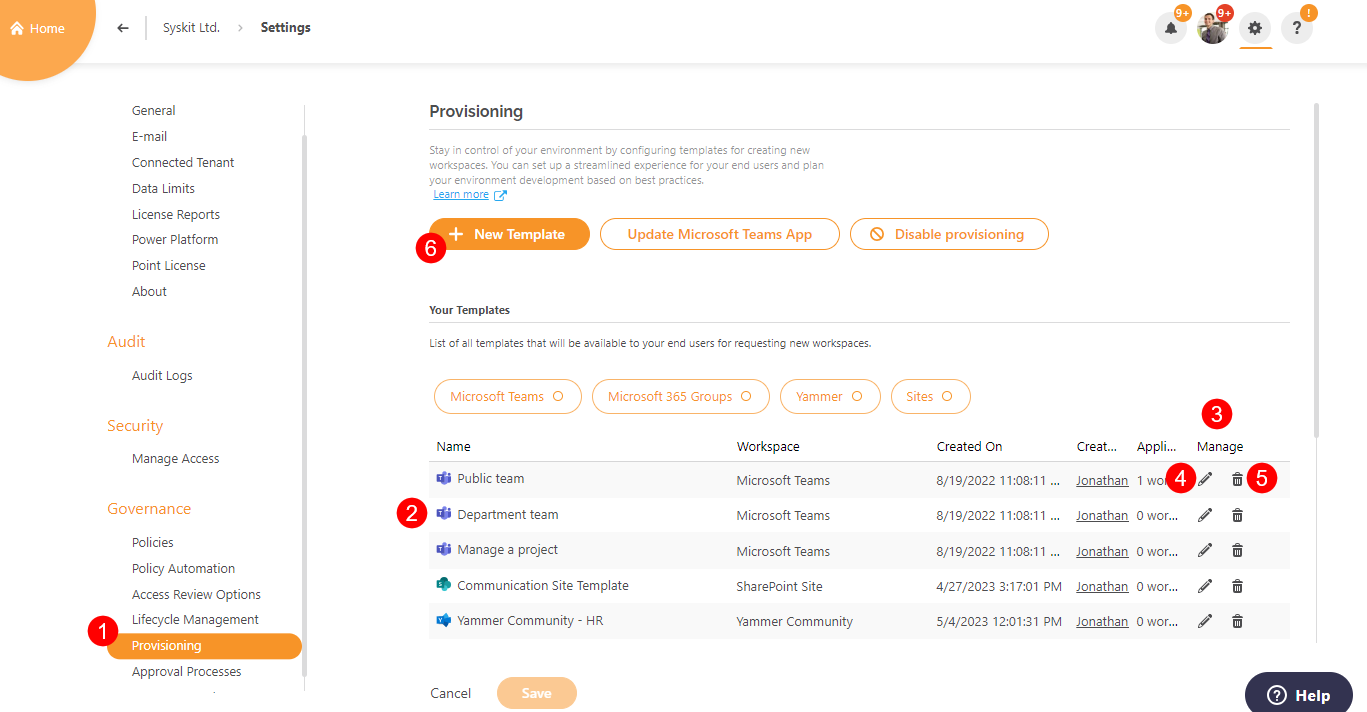 Home
Syskit Ltd. > Settings
9+
9+
!
?
General
E-mail
Connected Tenant
Data Limits
License Reports
Power Platform
Point License
About
Audit
Audit Logs
Security
Manage Access
Governance
Policies
Policy Automation
Access Review Options
Lifecycle Management
1
Provisioning
Approval Processes
Provisioning
Stay in control of your environment by configuring templates for creating new
workspaces. You can set up a streamlined experience for your end users and plan
your environment development based on best practices.
Learn more
6 + New Template Update Microsoft Teams App Disable provisioning
Your Templates
List of all templates that will be available to your end users for requesting new workspaces.
Microsoft Teams Microsoft 365 Groups Yammer Sites
3
Name Workspace Created On Creat... Appli... Manage
Public team Microsoft Teams 8/19/2022 11:08:11 ... Jonathan 1 wor... 4 5
2 Department team Microsoft Teams 8/19/2022 11:08:11 ... Jonathan 0 wor...
Manage a project Microsoft Teams 8/19/2022 11:08:11 ... Jonathan 0 wor...
Communication Site Template SharePoint Site 4/27/2023 3:17:01 PM Jonathan 0 wor...
Yammer Community - HR Yammer Community 5/4/2023 12:01:31 PM Jonathan 0 wor...
Cancel Save
? Help